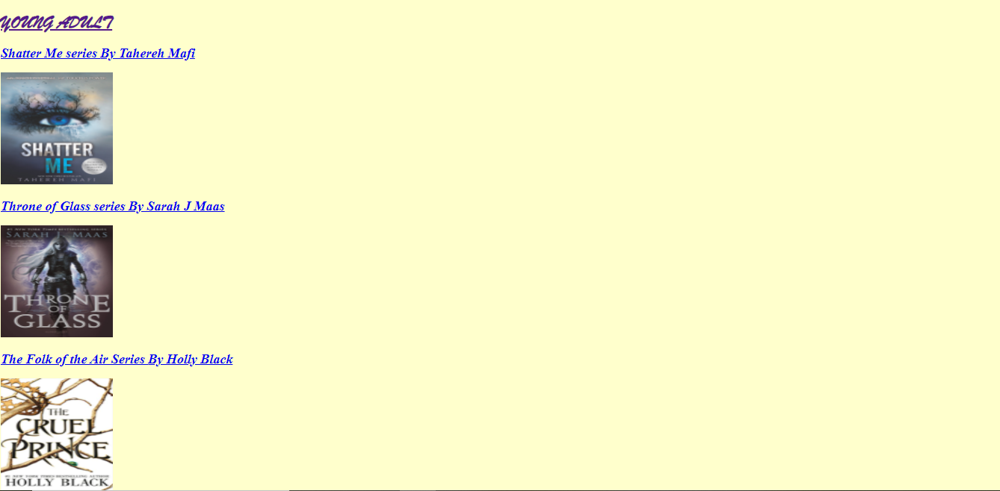 YOUNG ADULT
Shatter Me series By Tahereh Mafi
SHATTER
ME
TAHEREH MAFI
Throne of Glass series By Sarah J Maas
#1 NEW YORK TIMES BESTSELLING SERIES
SARAH J. MAAS
THRONE
OF
GLASS
The Folk of the Air Series By Holly Black
THE
CRUEL
PRINCE
#1 NEW YORK TIMES BESTSELLING AUTHOR
HOLLY BLACK